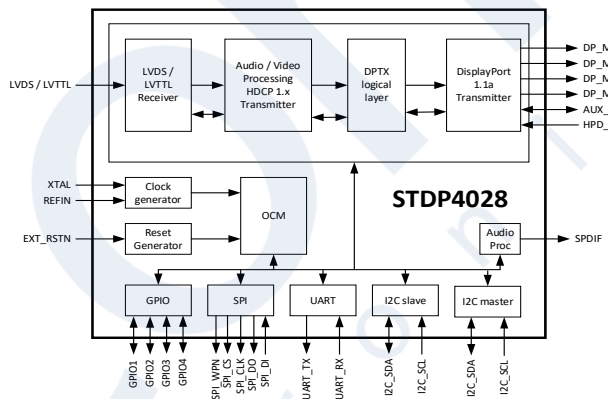 LVDS / LVTTL
LVDS /
LVTTL
Receiver
Audio / Video
Processing
HDCP 1.x
Transmitter
DPTX
logical
layer
DisplayPort
1.1a
Transmitter
DP_M
DP_M
DP_M
DP_M
AUX_
HPD_
XTAL
REFIN
Clock
generator
OCM
STDP4028
EXT_RSTN
Reset
Generator
Audio
Proc
SPDIF
GPIO
SPI
UART
I2C slave
I2C master
GPIO1
GPIO2
GPIO3
GPIO4
SPI_WPN
SPI_CS
SPI_CLK
SPI_DO
SPI_DI
UART_TX
UART_RX
I2C_SDA
I2C_SCL
I2C_SDA
I2C_SCL